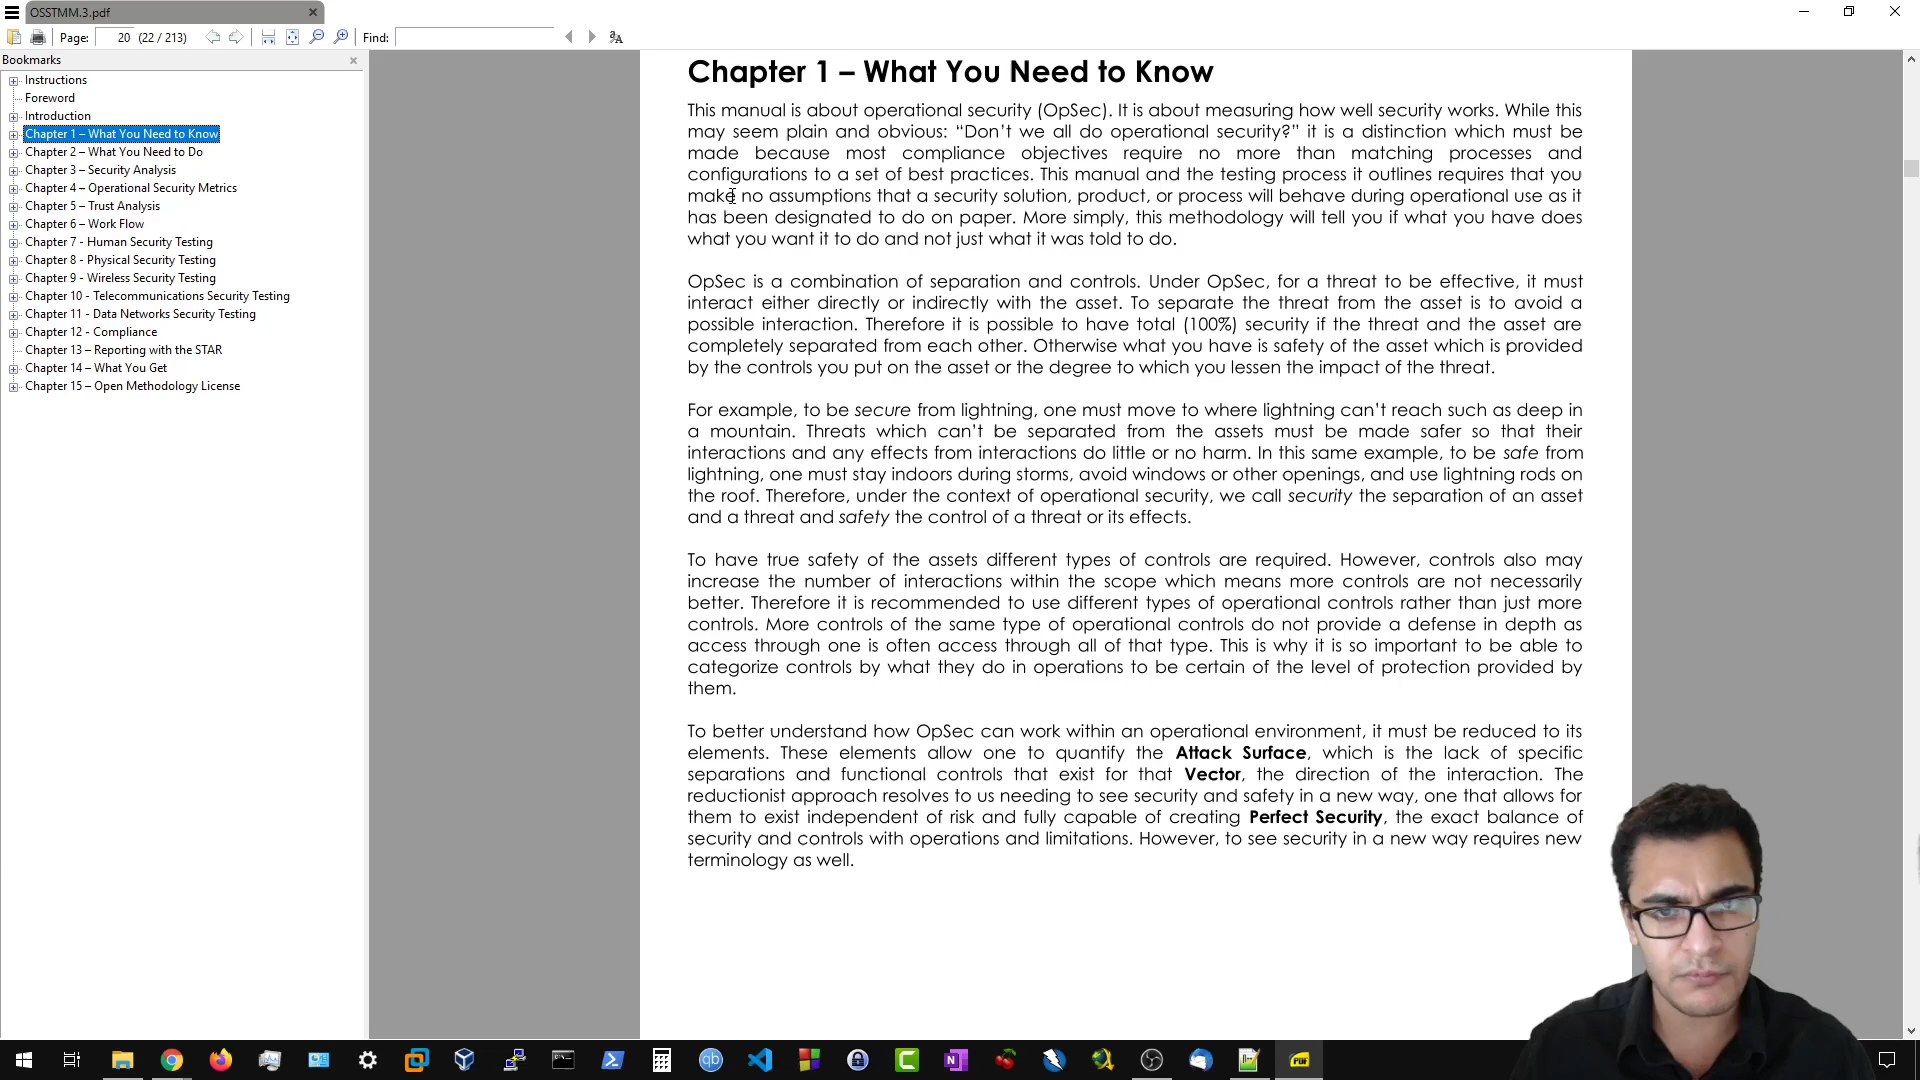 OSSTMM.3.pdf
Page: 20 (22 / 213) Find:
Bookmarks
Instructions
Foreword
Introduction
Chapter 1 – What You Need to Know
Chapter 2 – What You Need to Do
Chapter 3 – Security Analysis
Chapter 4 – Operational Security Metrics
Chapter 5 – Trust Analysis
Chapter 6 – Work Flow
Chapter 7 - Human Security Testing
Chapter 8 - Physical Security Testing
Chapter 9 - Wireless Security Testing
Chapter 10 - Telecommunications Security Testing
Chapter 11 - Data Networks Security Testing
Chapter 12 - Compliance
Chapter 13 – Reporting with the STAR
Chapter 14 – What You Get
Chapter 15 – Open Methodology License
Chapter 1 – What You Need to Know
This manual is about operational security (OpSec). It is about measuring how well security works. While this
may seem plain and obvious: “Don’t we all do operational security?” it is a distinction which must be
made because most compliance objectives require no more than matching processes and
configurations to a set of best practices. This manual and the testing process it outlines requires that you
make no assumptions that a security solution, product, or process will behave during operational use as it
has been designated to do on paper. More simply, this methodology will tell you if what you have does
what you want it to do and not just what it was told to do.
OpSec is a combination of separation and controls. Under OpSec, for a threat to be effective, it must
interact either directly or indirectly with the asset. To separate the threat from the asset is to avoid a
possible interaction. Therefore it is possible to have total (100%) security if the threat and the asset are
completely separated from each other. Otherwise what you have is safety of the asset which is provided
by the controls you put on the asset or the degree to which you lessen the impact of the threat.
For example, to be secure from lightning, one must move to where lightning can’t reach such as deep in
a mountain. Threats which can’t be separated from the assets must be made safer so that their
interactions and any effects from interactions do little or no harm. In this same example, to be safe from
lightning, one must stay indoors during storms, avoid windows or other openings, and use lightning rods on
the roof. Therefore, under the context of operational security, we call security the separation of an asset
and a threat and safety the control of a threat or its effects.
To have true safety of the assets different types of controls are required. However, controls also may
increase the number of interactions within the scope which means more controls are not necessarily
better. Therefore it is recommended to use different types of operational controls rather than just more
controls. More controls of the same type of operational controls do not provide a defense in depth as
access through one is often access through all of that type. This is why it is so important to be able to
categorize controls by what they do in operations to be certain of the level of protection provided by
them.
To better understand how OpSec can work within an operational environment, it must be reduced to its
elements. These elements allow one to quantify the Attack Surface, which is the lack of specific
separations and functional controls that exist for that Vector, the direction of the interaction. The
reductionist approach resolves to us needing to see security and safety in a new way, one that allows for
them to exist independent of risk and fully capable of creating Perfect Security, the exact balance of
security and controls with operations and limitations. However, to see security in a new way requires new
terminology as well.
qb
N
PDF